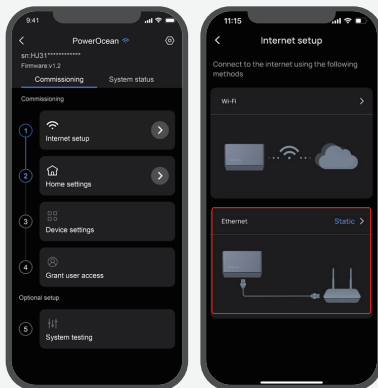 9:41
PowerOcean
sn:HJ31************
Firmware v1.2
Commissioning System status
Commissioning
1 Internet setup
2 Home settings
3 Device settings
4 Grant user access
Optional setup
5 System testing
11:15
Internet setup
Connect to the internet using the following
methods
Wi-Fi
Ethernet Static